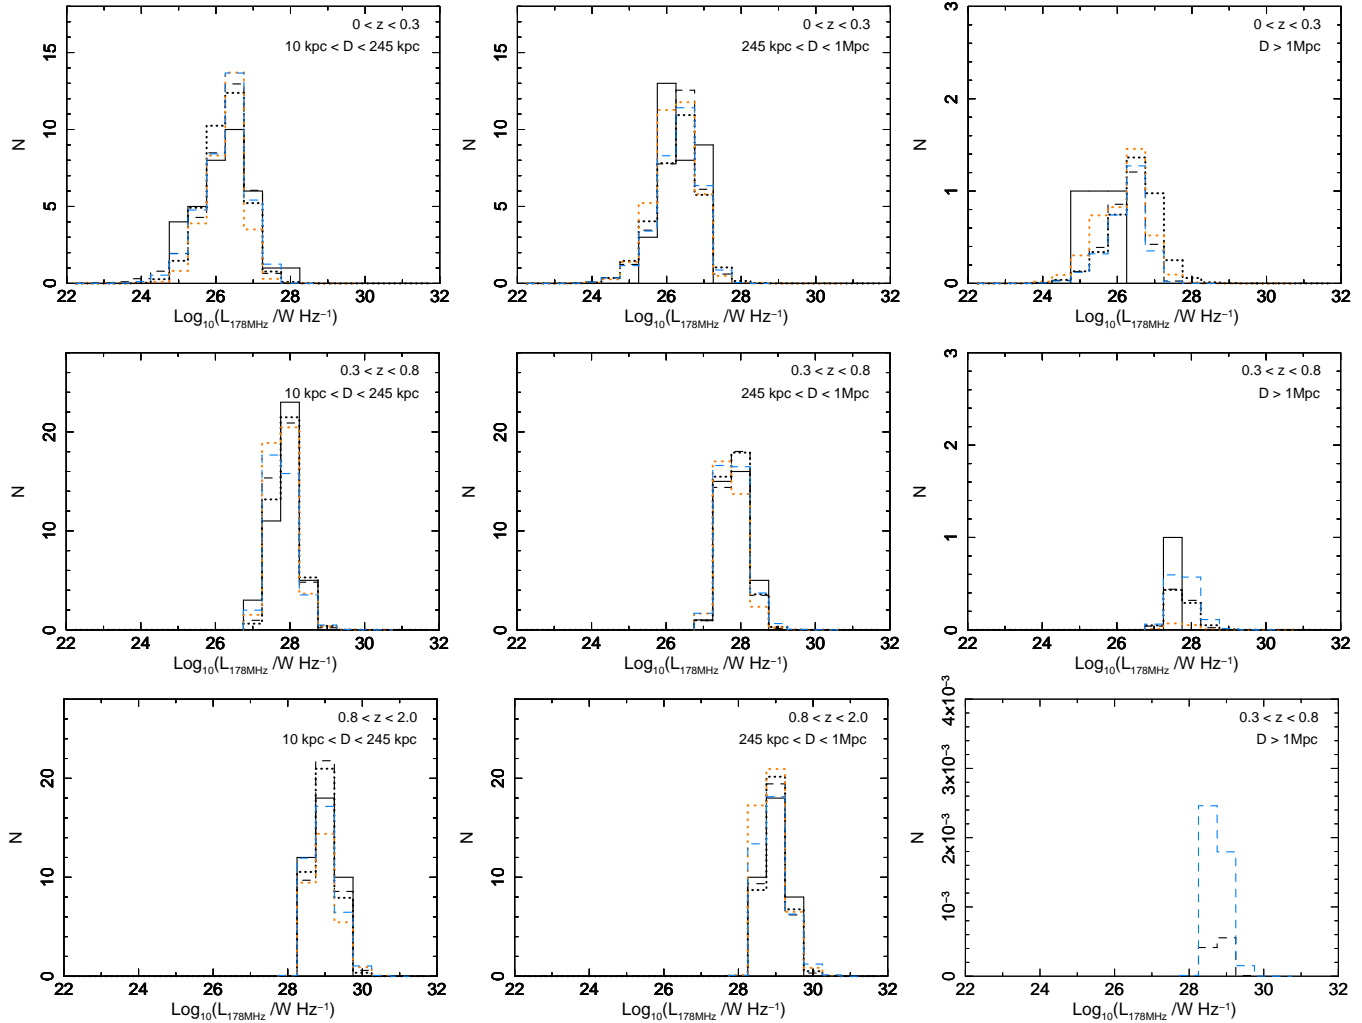 0 < z < 0.3
10 kpc < D < 245 kpc
N
0 5 10 15
22 24 26 28 30 32
Log₁₀(L₁₇₈MHz /W Hz⁻¹)
0 < z < 0.3
245 kpc < D < 1Mpc
N
0 5 10 15
22 24 26 28 30 32
Log₁₀(L₁₇₈MHz /W Hz⁻¹)
0 < z < 0.3
D > 1Mpc
N
0 1 2 3
22 24 26 28 30 32
Log₁₀(L₁₇₈MHz /W Hz⁻¹)
0.3 < z < 0.8
10 kpc < D < 245 kpc
N
0 10 20
22 24 26 28 30 32
Log₁₀(L₁₇₈MHz /W Hz⁻¹)
0.3 < z < 0.8
245 kpc < D < 1Mpc
N
0 10 20
22 24 26 28 30 32
Log₁₀(L₁₇₈MHz /W Hz⁻¹)
0.3 < z < 0.8
D > 1Mpc
N
0 1 2 3
22 24 26 28 30 32
Log₁₀(L₁₇₈MHz /W Hz⁻¹)
0.8 < z < 2.0
10 kpc < D < 245 kpc
N
0 10 20
22 24 26 28 30 32
Log₁₀(L₁₇₈MHz /W Hz⁻¹)
0.8 < z < 2.0
245 kpc < D < 1Mpc
N
0 10 20
22 24 26 28 30 32
Log₁₀(L₁₇₈MHz /W Hz⁻¹)
0.3 < z < 0.8
D > 1Mpc
N
0 10⁻³ 2×10⁻³ 3×10⁻³ 4×10⁻³
22 24 26 28 30 32
Log₁₀(L₁₇₈MHz /W Hz⁻¹)